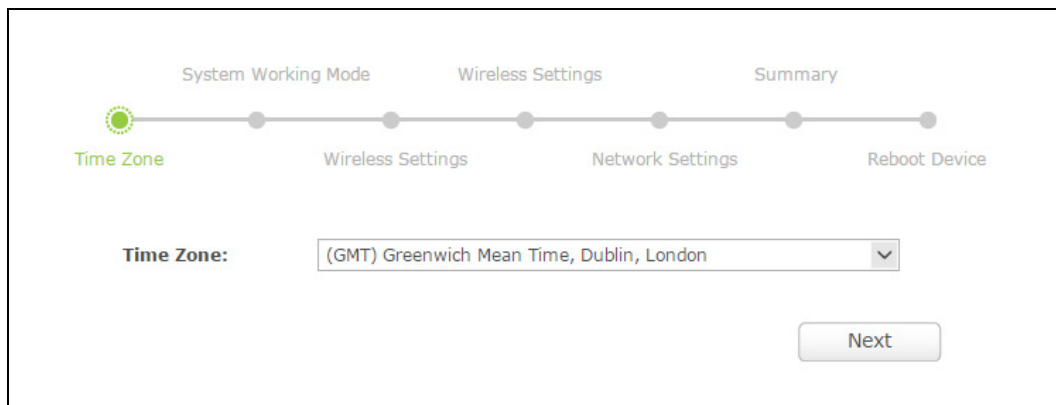 System Working Mode Wireless Settings Summary
Time Zone Wireless Settings Network Settings Reboot Device
Time Zone: (GMT) Greenwich Mean Time, Dublin, London
Next